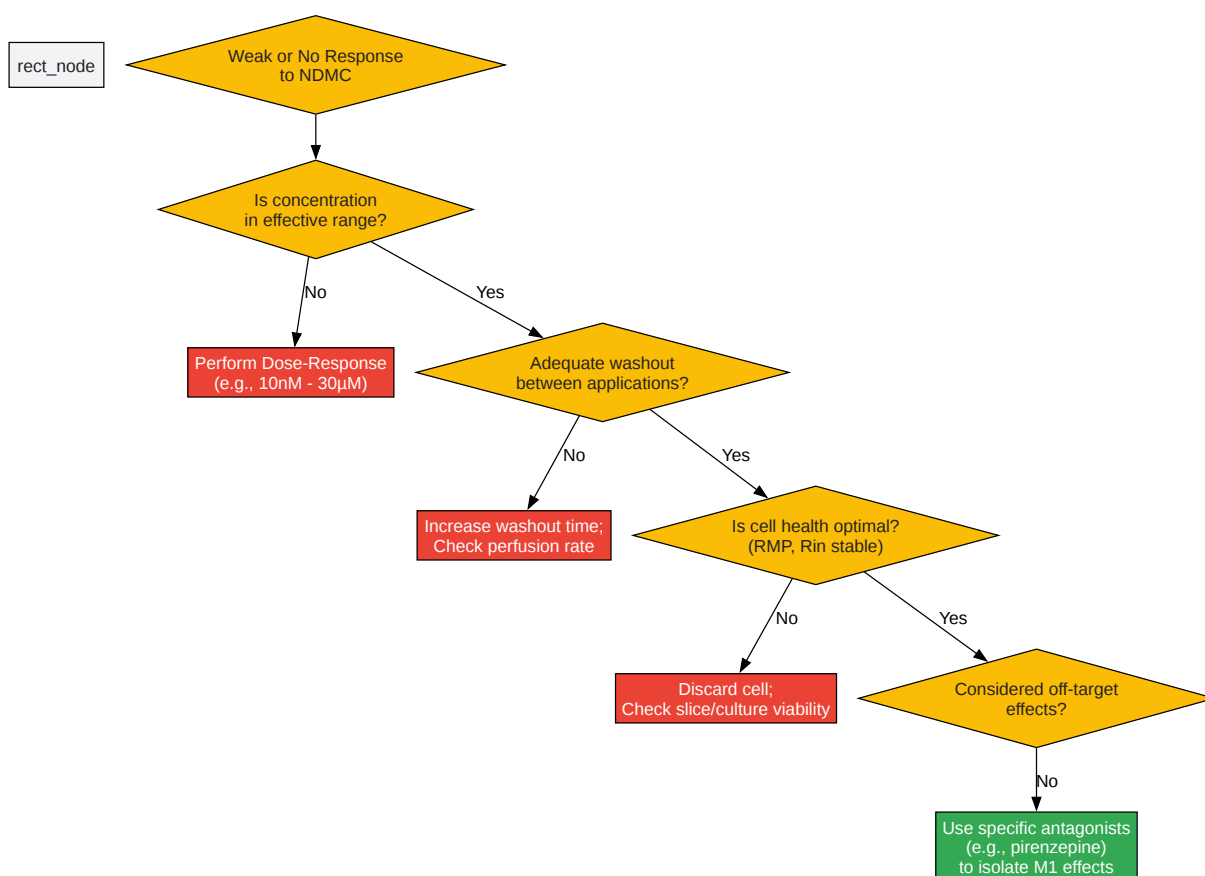 rect_node
Weak or No Response
to NDMC
Is concentration
in effective range?
No
Yes
Perform Dose-Response
(e.g., 10nM - 30µM)
Adequate washout
between applications?
No
Yes
Increase washout time;
Check perfusion rate
Is cell health optimal?
(RMP, Rin stable)
No
Yes
Discard cell;
Check slice/culture viability
Considered off-target
effects?
No
Use specific antagonists
(e.g., pirenzepine)
to isolate M1 effects